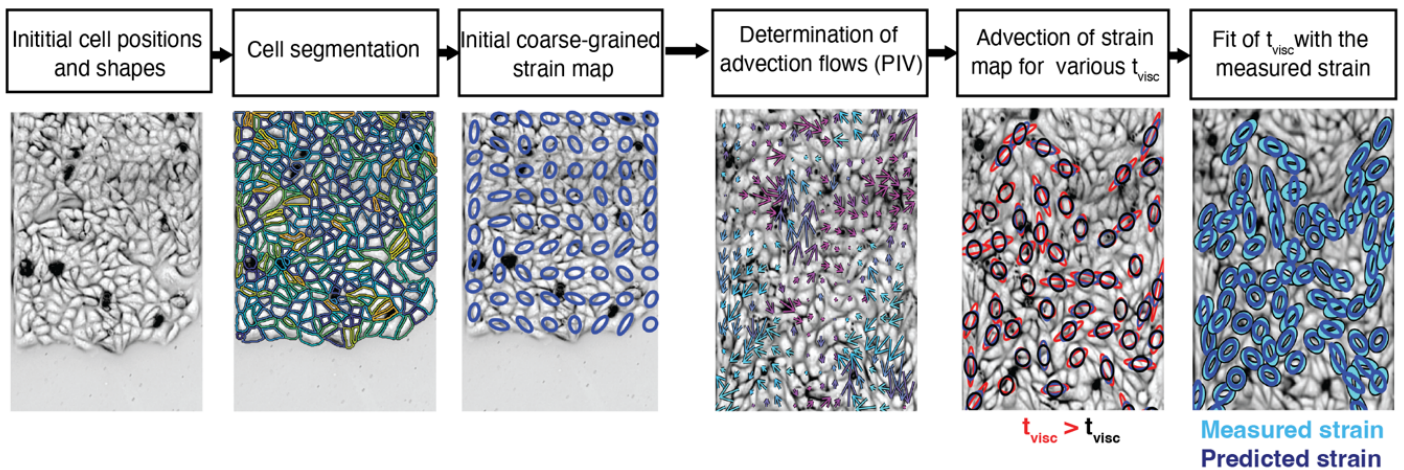 Inititial cell positions
and shapes
Cell segmentation
Initial coarse-grained
strain map
Determination of
advection flows (PIV)
Advection of strain
map for various tvisc
Fit of tvisc with the
measured strain
tvisc > tvisc
Measured strain
Predicted strain